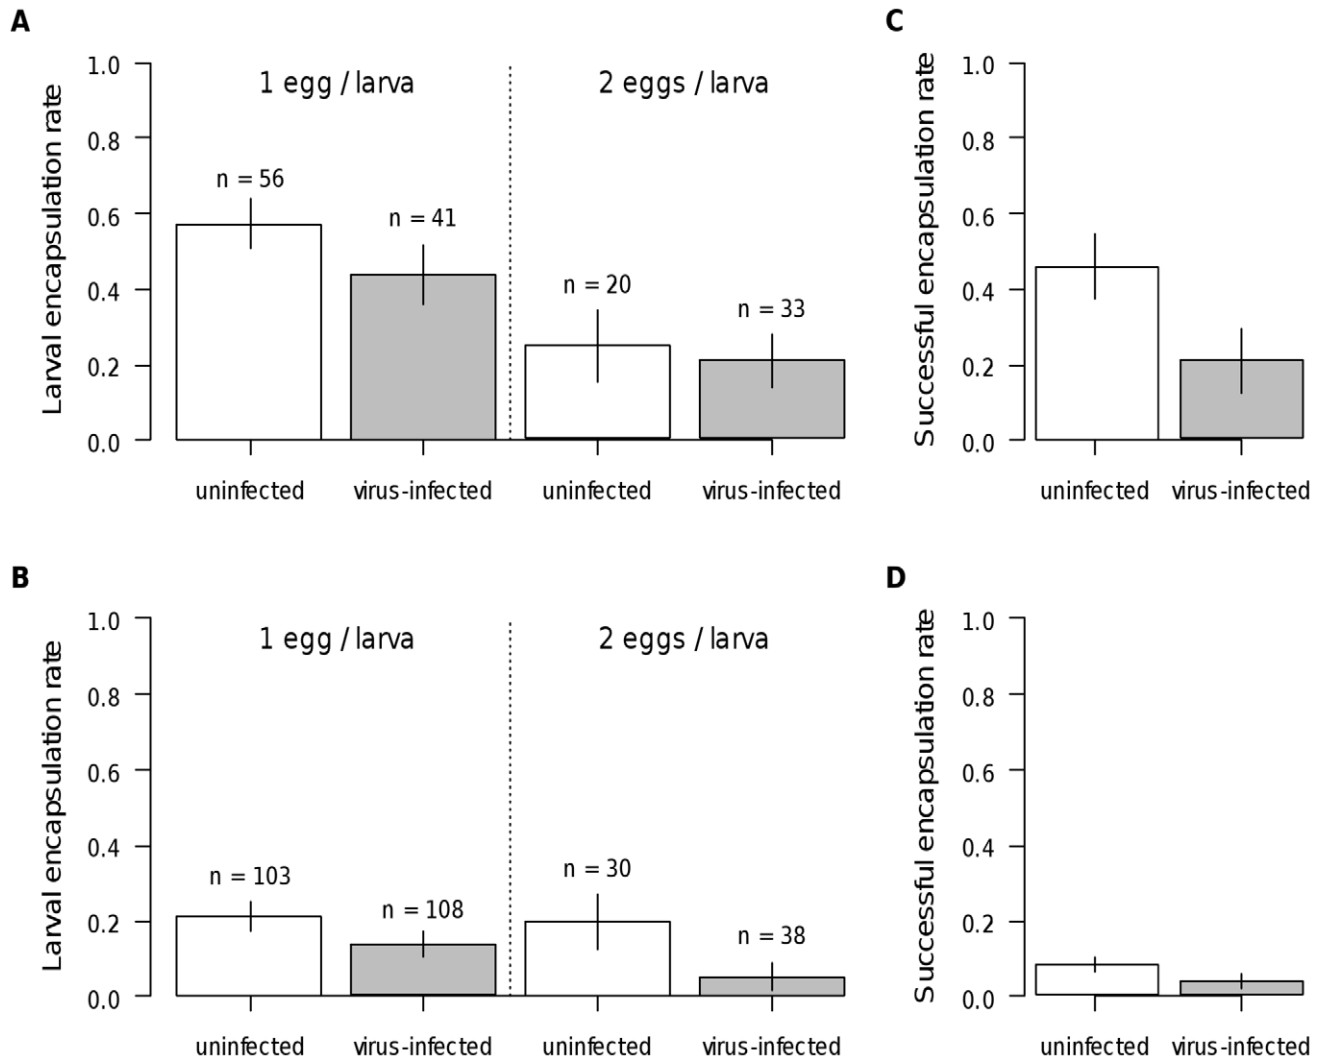 A
Larval encapsulation rate
1.0
0.8
0.6
0.4
0.2
0.0
1 egg / larva
2 eggs / larva
n = 56
n = 41
n = 20
n = 33
uninfected
virus-infected
uninfected
virus-infected
C
Successful encapsulation rate
1.0
0.8
0.6
0.4
0.2
0.0
uninfected
virus-infected
B
Larval encapsulation rate
1.0
0.8
0.6
0.4
0.2
0.0
1 egg / larva
2 eggs / larva
n = 103
n = 108
n = 30
n = 38
uninfected
virus-infected
uninfected
virus-infected
D
Successful encapsulation rate
1.0
0.8
0.6
0.4
0.2
0.0
uninfected
virus-infected